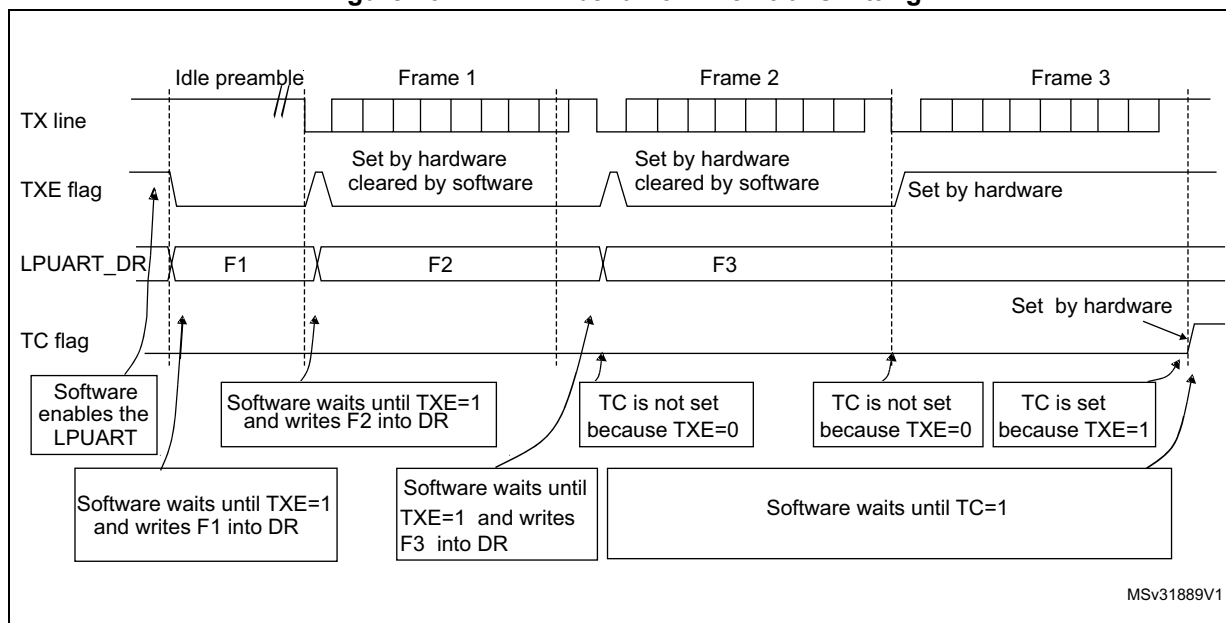 Idle preamble
Frame 1
Frame 2
Frame 3
TX line
Set by hardware
cleared by software
Set by hardware
cleared by software
TXE flag
Set by hardware
LPUART_DR
F1
F2
F3
Set by hardware
TC flag
Software
enables the
LPUART
Software waits until TXE=1
and writes F2 into DR
TC is not set
because TXE=0
TC is not set
because TXE=0
TC is set
because TXE=1
Software waits until TXE=1
and writes F1 into DR
Software waits until
TXE=1 and writes
F3 into DR
Software waits until TC=1
MSv31889V1